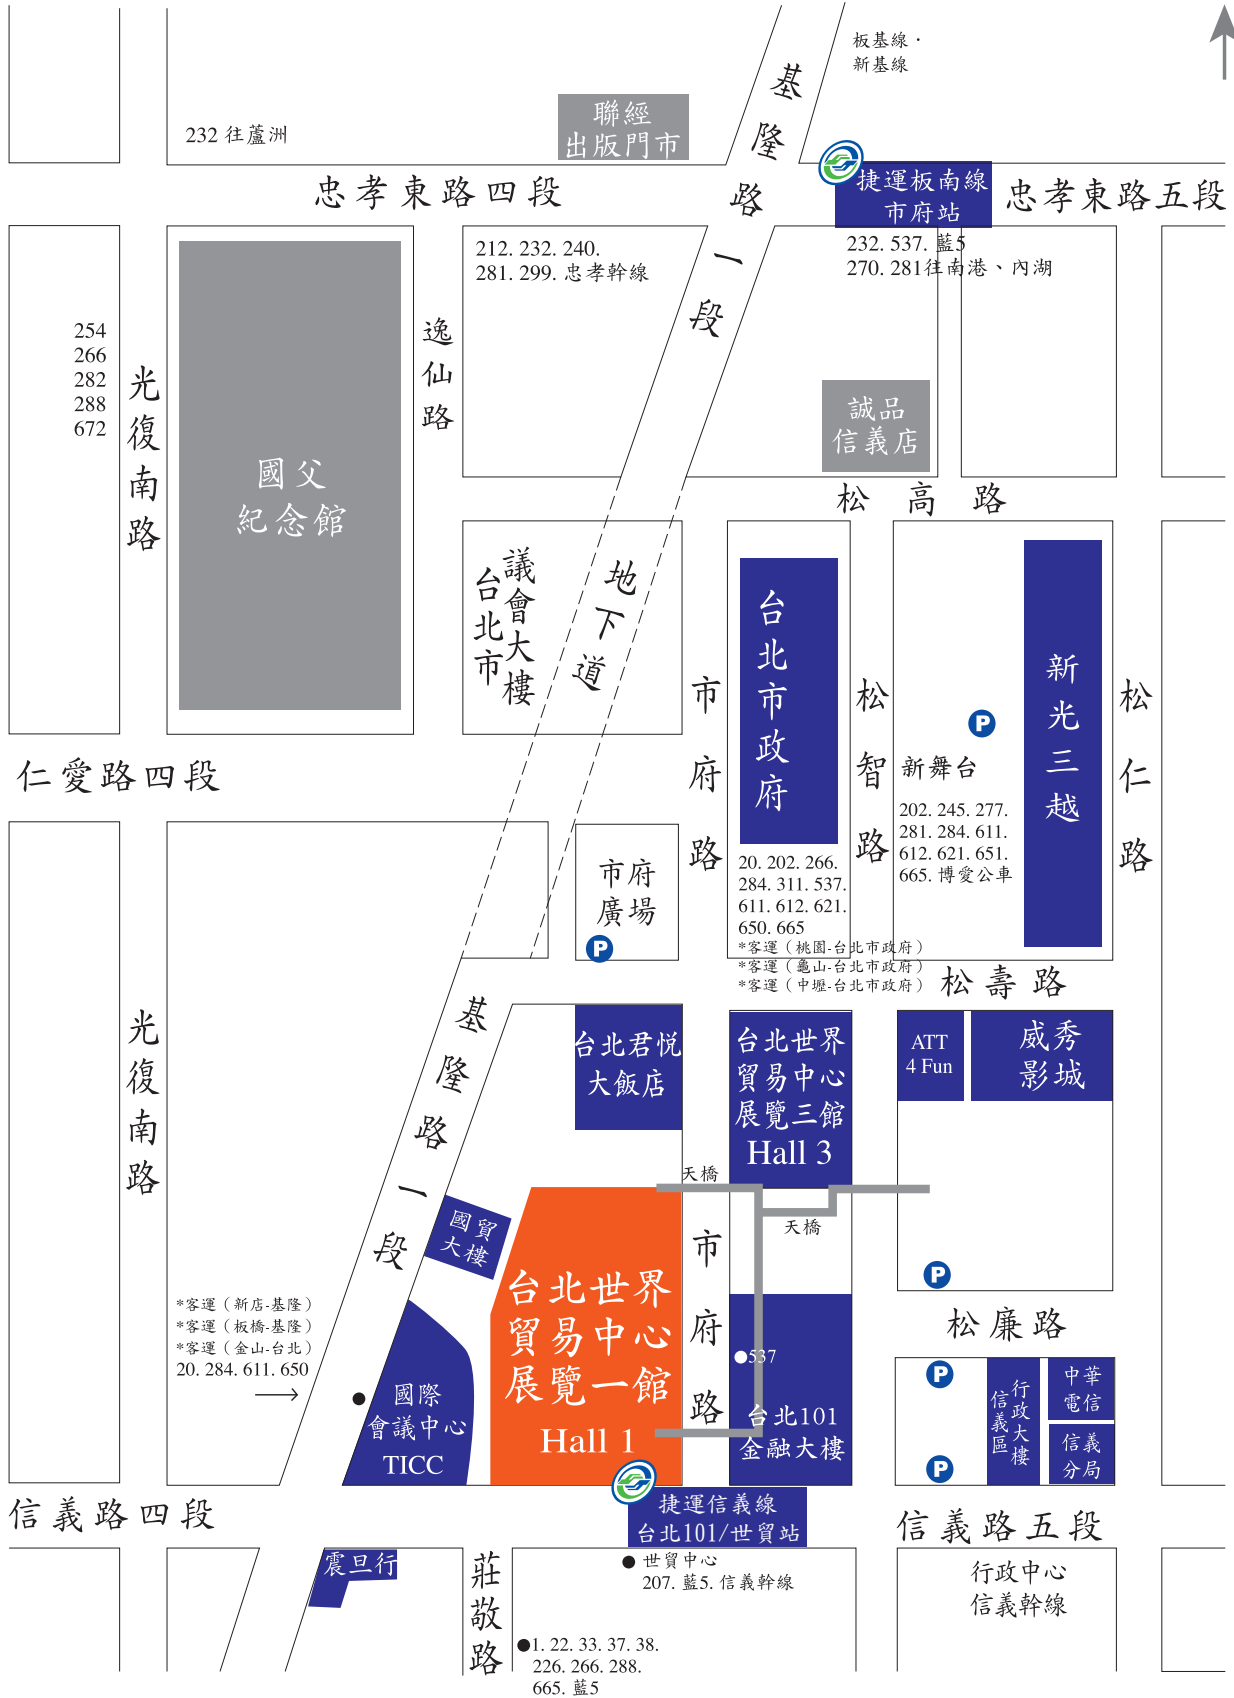 板基線·
新基線
基隆路一段
聯經
出版門市
232 往蘆洲
忠孝東路四段
捷運板南線
市府站
忠孝東路五段
212. 232. 240.
281. 299. 忠孝幹線
232. 537. 藍5
270. 281往南港、內湖
254
266
282
288
672
光復南路
逸仙路
國父
紀念館
誠品
信義店
松高路
台北市
議會大樓
地下道
市府路
台北市政府
松智路
P
新舞台
新光三越
松仁路
仁愛路四段
202. 245. 277.
281. 284. 611.
612. 621. 651.
665. 博愛公車
市府
廣場
P
20. 202. 266.
284. 311. 537.
611. 612. 621.
650. 665
*客運（桃園-台北市政府）
*客運（龜山-台北市政府）
*客運（中壢-台北市政府）
松壽路
光復南路
基隆路一段
台北君悅
大飯店
台北世界
貿易中心
展覽三館
Hall 3
ATT
4 Fun
威秀
影城
天橋
天橋
國貿
大樓
市府路
台北世界
貿易中心
展覽一館
Hall 1
P
*客運（新店-基隆）
*客運（板橋-基隆）
*客運（金山-台北）
20. 284. 611. 650
松廉路
537
國際
會議中心
TICC
台北101
金融大樓
P
P
信義區
行政大樓
中華
電信
信義
分局
信義路四段
捷運信義線
台北101/世貿站
信義路五段
震旦行
莊敬路
世貿中心
207. 藍5. 信義幹線
行政中心
信義幹線
1. 22. 33. 37. 38.
226. 266. 288.
665. 藍5